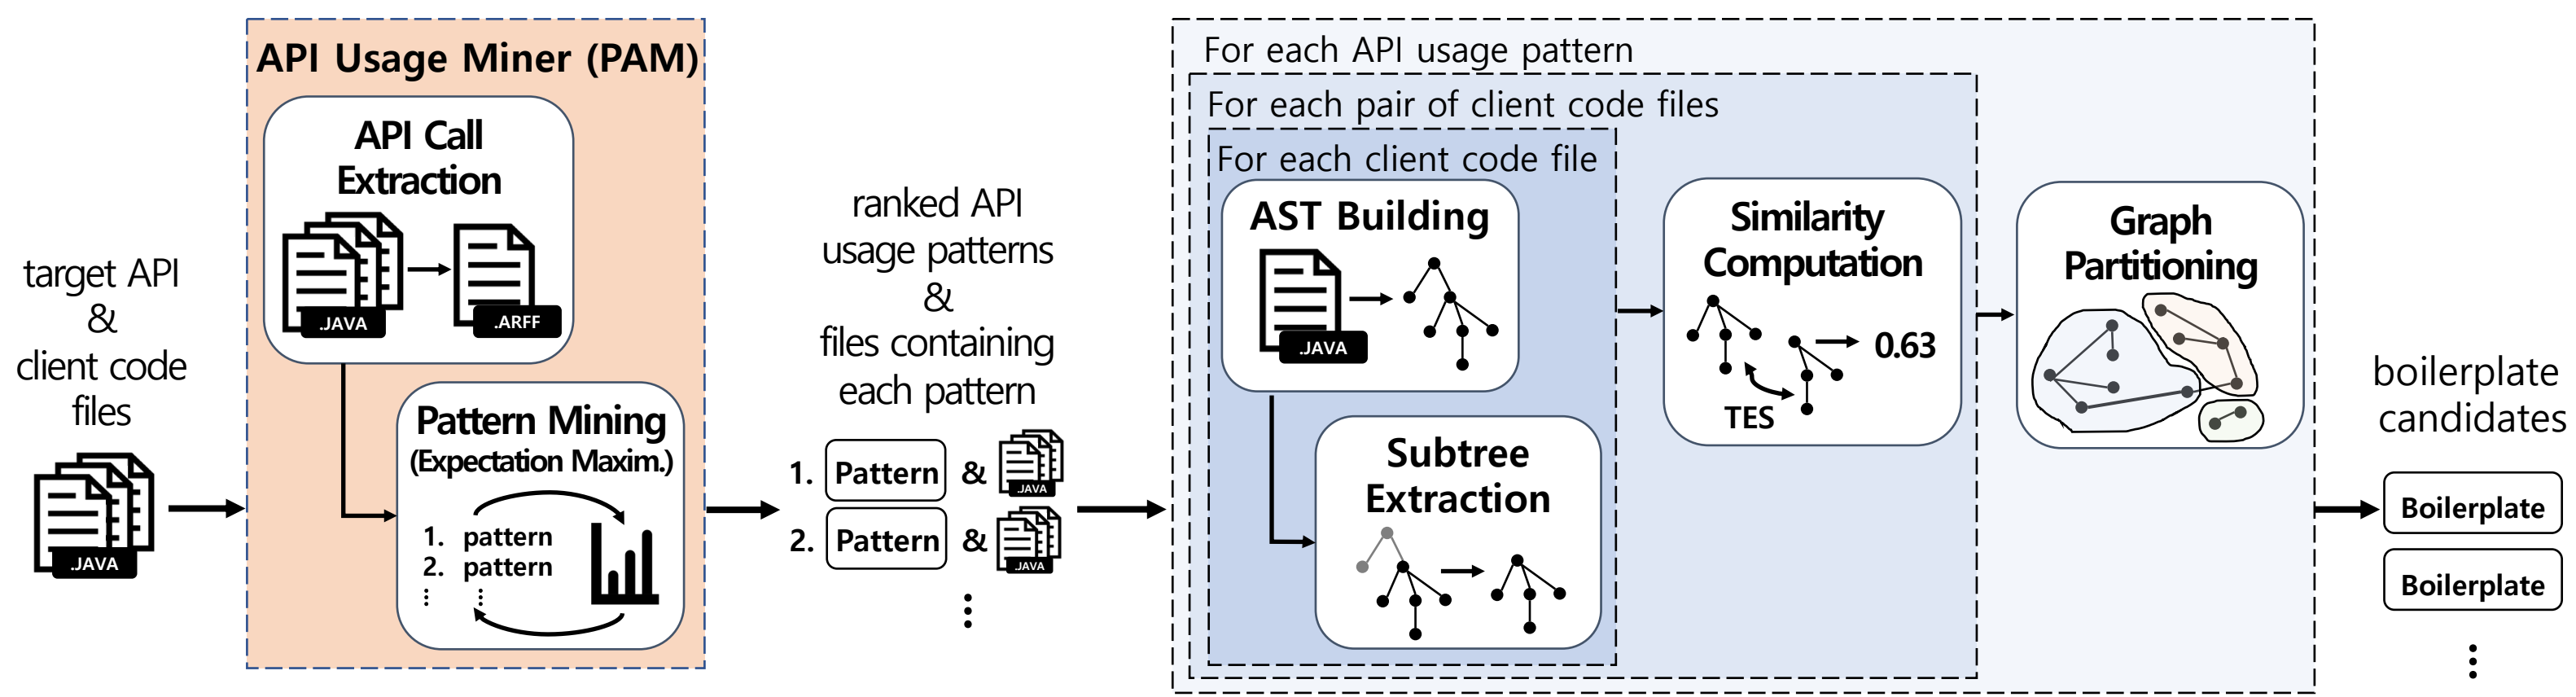 target API
&
client code
files
.JAVA
API Usage Miner (PAM)
API Call
Extraction
.JAVA
.ARFF
Pattern Mining
(Expectation Maxim.)
1. pattern
2. pattern
ranked API
usage patterns
&
files containing
each pattern
1. Pattern & .JAVA
2. Pattern & .JAVA
For each API usage pattern
For each pair of client code files
For each client code file
AST Building
.JAVA
Subtree
Extraction
Similarity
Computation
0.63
TES
Graph
Partitioning
boilerplate
candidates
Boilerplate
Boilerplate